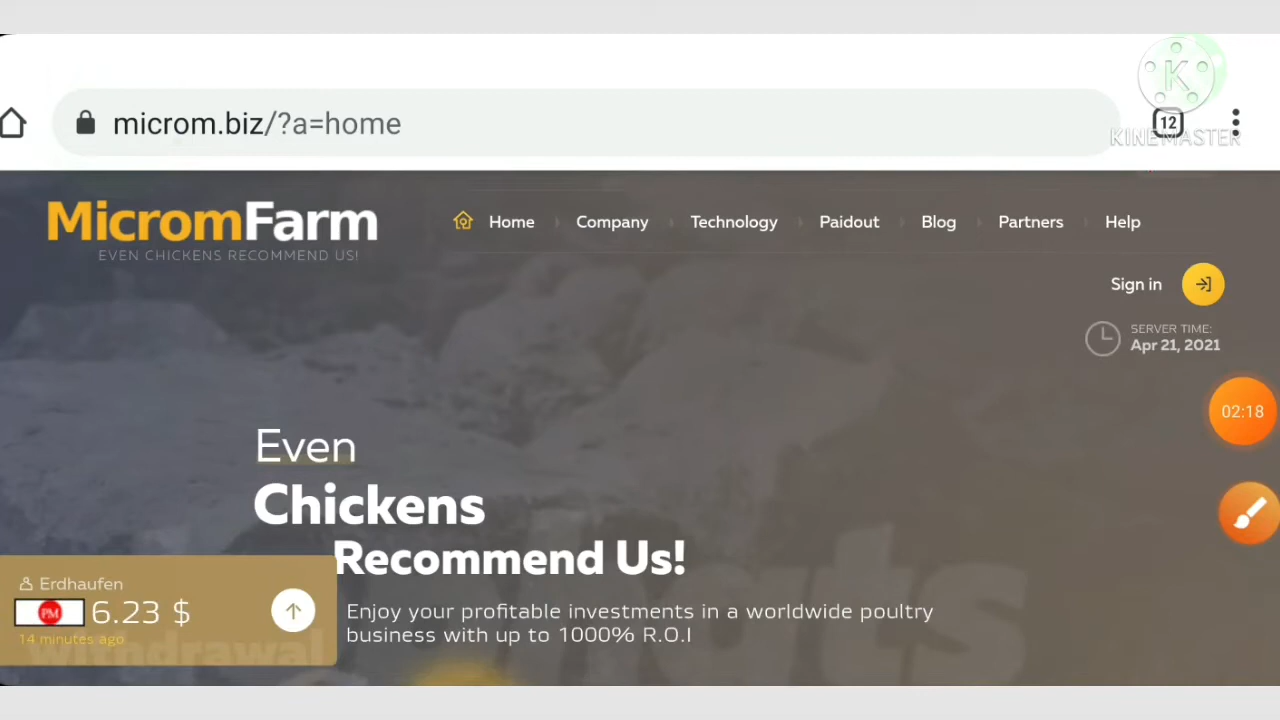 microm.biz/?a=home
12
K
KINEMASTER
MicromFarm
EVEN CHICKENS RECOMMEND US!
Home
Company
Technology
Paidout
Blog
Partners
Help
Sign in
SERVER TIME:
Apr 21, 2021
02:18
Even
Chickens
Recommend Us!
Enjoy your profitable investments in a worldwide poultry
business with up to 1000% R.O.I
Erdhaufen
PM
6.23 $
14 minutes ago
withdrawal